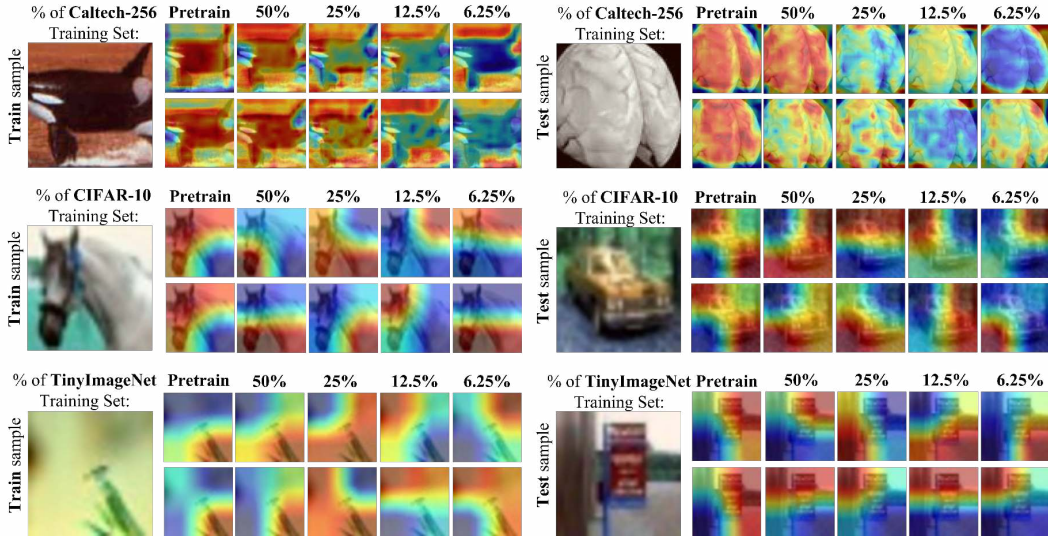 % of Caltech-256
Training Set:
Pretrain 50% 25% 12.5% 6.25%
Train sample
% of Caltech-256
Training Set:
Pretrain 50% 25% 12.5% 6.25%
Test sample
% of CIFAR-10
Training Set:
Pretrain 50% 25% 12.5% 6.25%
Train sample
% of CIFAR-10
Training Set:
Pretrain 50% 25% 12.5% 6.25%
Test sample
% of TinyImageNet
Training Set:
Pretrain 50% 25% 12.5% 6.25%
Train sample
% of TinyImageNet
Training Set:
Pretrain 50% 25% 12.5% 6.25%
Test sample